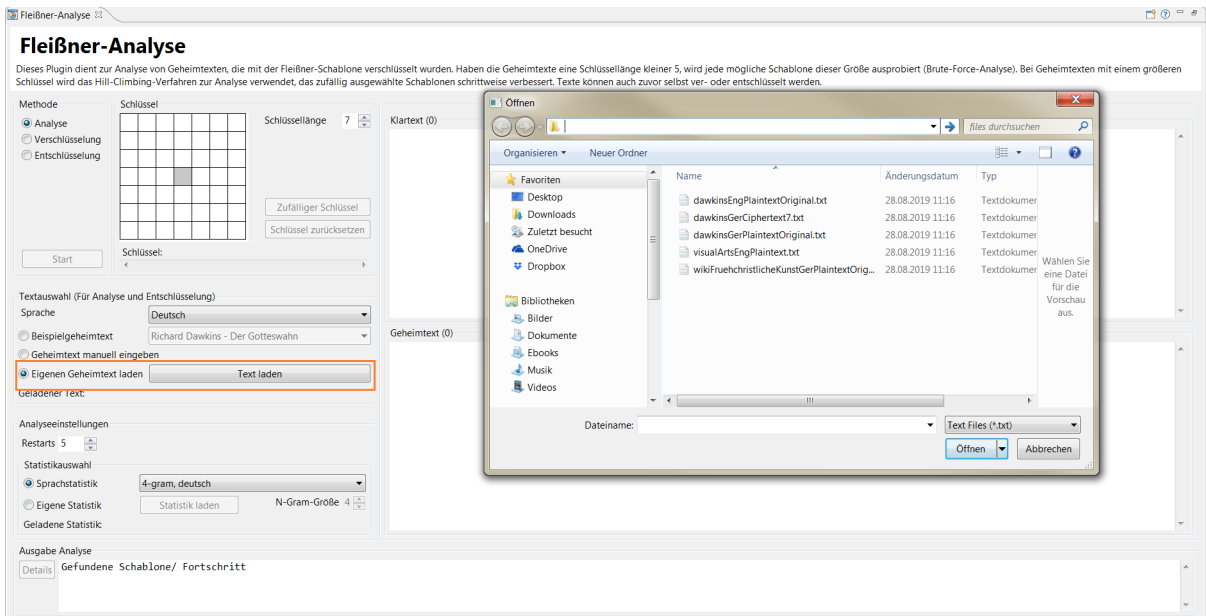 Fleißner-Analyse
Fleißner-Analyse
Dieses Plugin dient zur Analyse von Geheimtexten, die mit der Fleißner-Schablone verschlüsselt wurden. Haben die Geheimtexte eine Schlüssellänge kleiner 5, wird jede mögliche Schablone dieser Größe ausprobiert (Brute-Force-Analyse). Bei Geheimtexten mit einem größeren
Schlüssel wird das Hill-Climbing-Verfahren zur Analyse verwendet, das zufällig ausgewählte Schablonen schrittweise verbessert. Texte können auch zuvor selbst ver- oder entschlüsselt werden.
Methode
Analyse
Verschlüsselung
Entschlüsselung
Start
Schlüssel
Schlüssellänge 7
Zufälliger Schlüssel
Schlüssel zurücksetzen
Schlüssel:
Klartext (0)
Textauswahl (Für Analyse und Entschlüsselung)
Sprache Deutsch
Beispielgeheimtext Richard Dawkins - Der Gotteswahn
Geheimtext manuell eingeben
Eigenen Geheimtext laden Text laden
Geladener Text:
Geheimtext (0)
Analyseeinstellungen
Restarts 5
Statistikauswahl
Sprachstatistik 4-gram, deutsch
Eigene Statistik Statistik laden N-Gram-Größe 4
Geladene Statistik:
Ausgabe Analyse
Details Gefundene Schablone/ Fortschritt
Öffnen
files durchsuchen
Organisieren Neuer Ordner
Favoriten
Desktop
Downloads
Zuletzt besucht
OneDrive
Dropbox
Bibliotheken
Bilder
Dokumente
Ebooks
Musik
Videos
Name Änderungsdatum Typ
dawkinsEngPlaintextOriginal.txt 28.08.2019 11:16 Textdokumer
dawkinsGerCiphertext7.txt 28.08.2019 11:16 Textdokumer
dawkinsGerPlaintextOriginal.txt 28.08.2019 11:16 Textdokumer
visualArtsEngPlaintext.txt 28.08.2019 11:16 Textdokumer
wikiFruehchristlicheKunstGerPlaintextOrig... 28.08.2019 11:16 Textdokumer
Wählen Sie
eine Datei
für die
Vorschau
aus.
Dateiname: Text Files (*.txt)
Öffnen Abbrechen